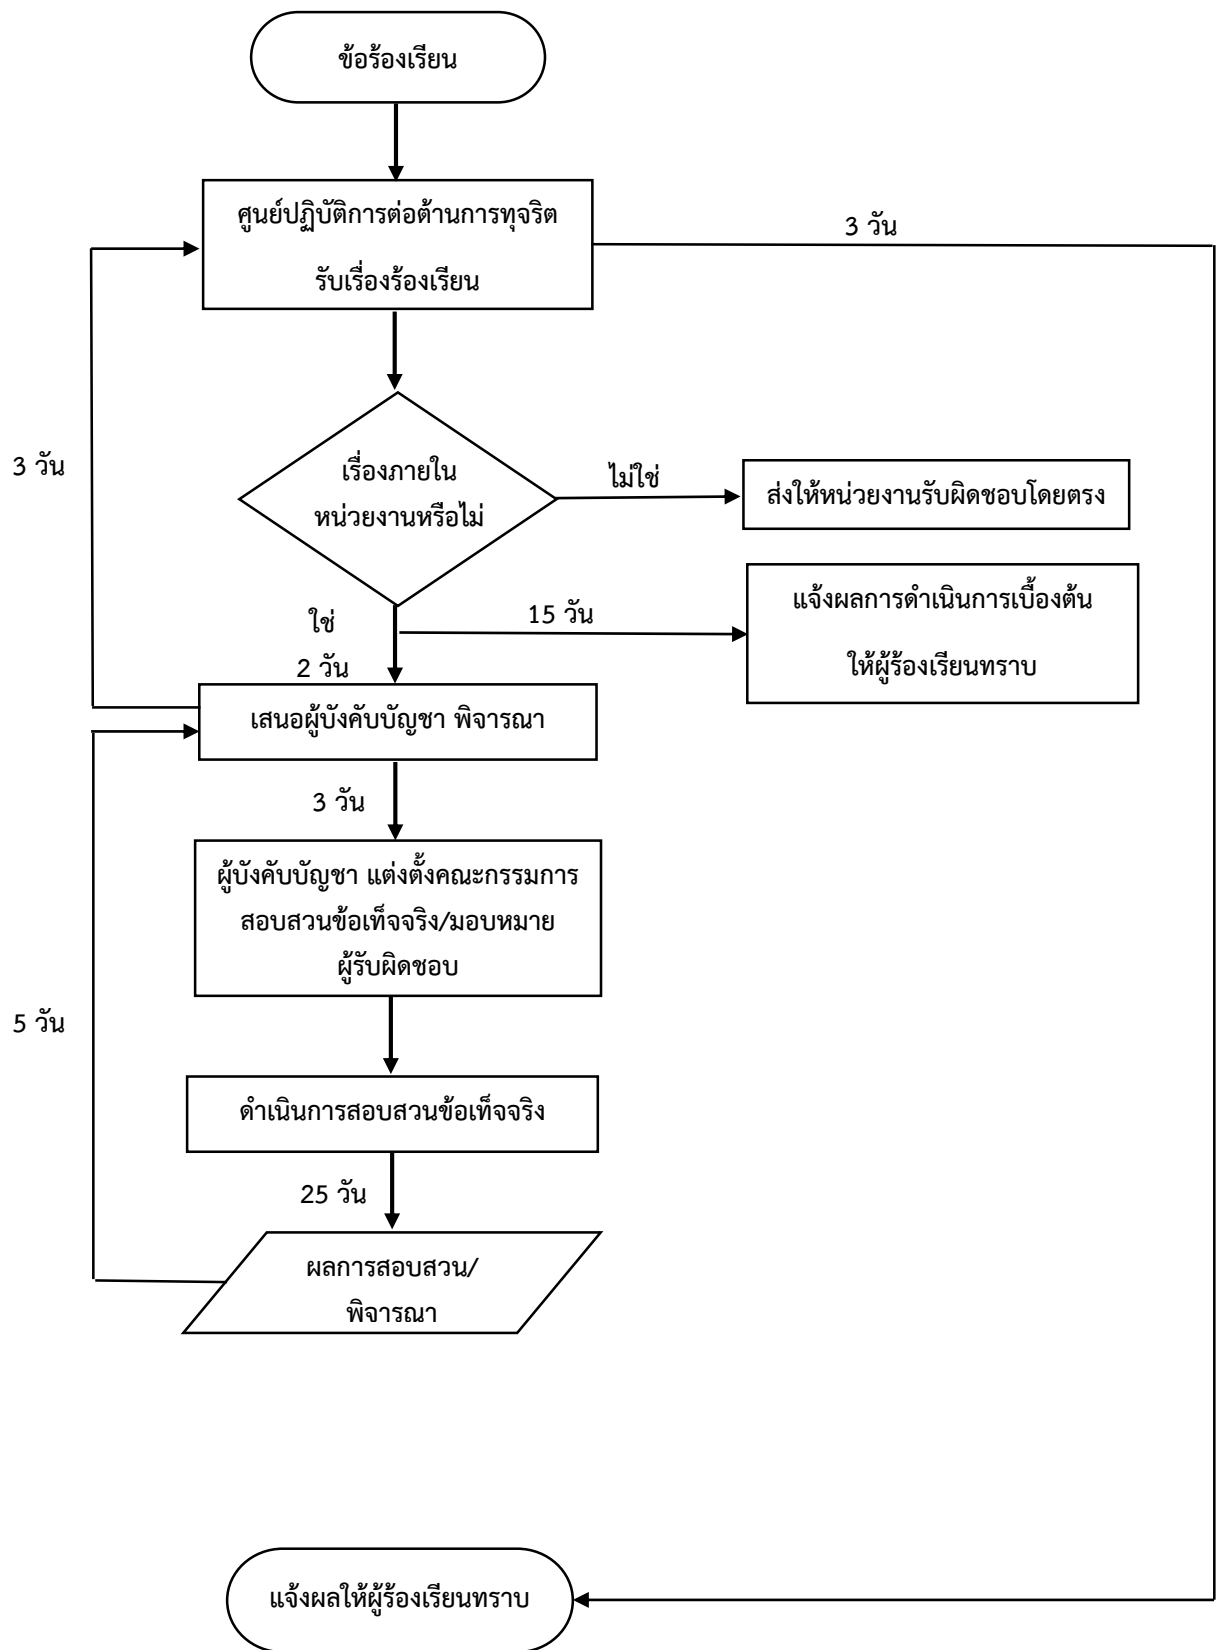 ข้อร้องเรียน
ศูนย์ปฏิบัติการต่อต้านการทุจริต
รับเรื่องร้องเรียน
3 วัน
3 วัน
เรื่องภายใน
หน่วยงานหรือไม่
ไม่ใช่
ส่งให้หน่วยงานรับผิดชอบโดยตรง
ใช่
2 วัน
15 วัน
แจ้งผลการดำเนินการเบื้องต้น
ให้ผู้ร้องเรียนทราบ
เสนอผู้บังคับบัญชา พิจารณา
3 วัน
ผู้บังคับบัญชา แต่งตั้งคณะกรรมการ
สอบสวนข้อเท็จจริง/มอบหมาย
ผู้รับผิดชอบ
5 วัน
ดำเนินการสอบสวนข้อเท็จจริง
25 วัน
ผลการสอบสวน/
พิจารณา
แจ้งผลให้ผู้ร้องเรียนทราบ